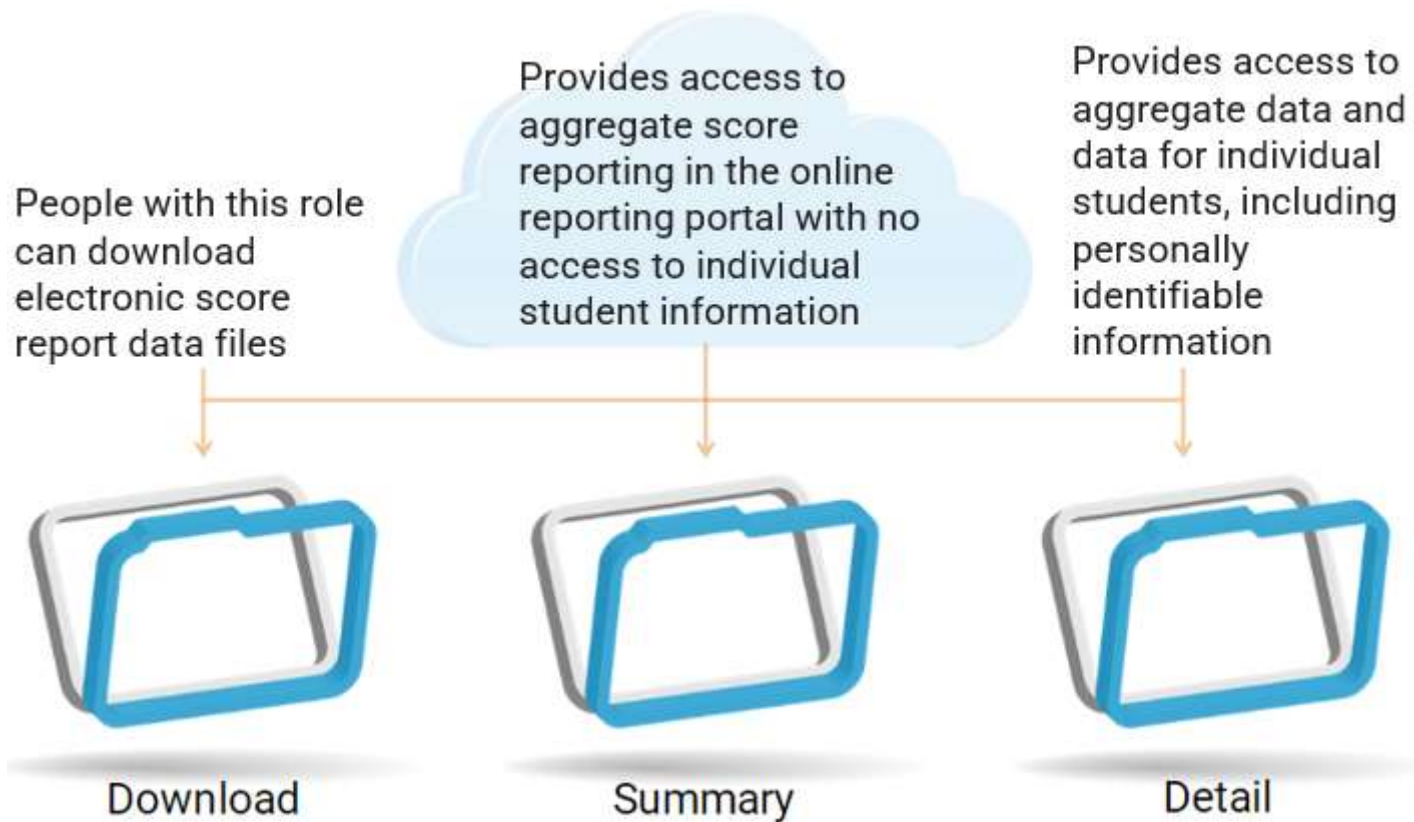 People with this role
can download
electronic score
report data files
Provides access to
aggregate score
reporting in the online
reporting portal with no
access to individual
student information
Provides access to
aggregate data and
data for individual
students, including
personally
identifiable
information
Download
Summary
Detail